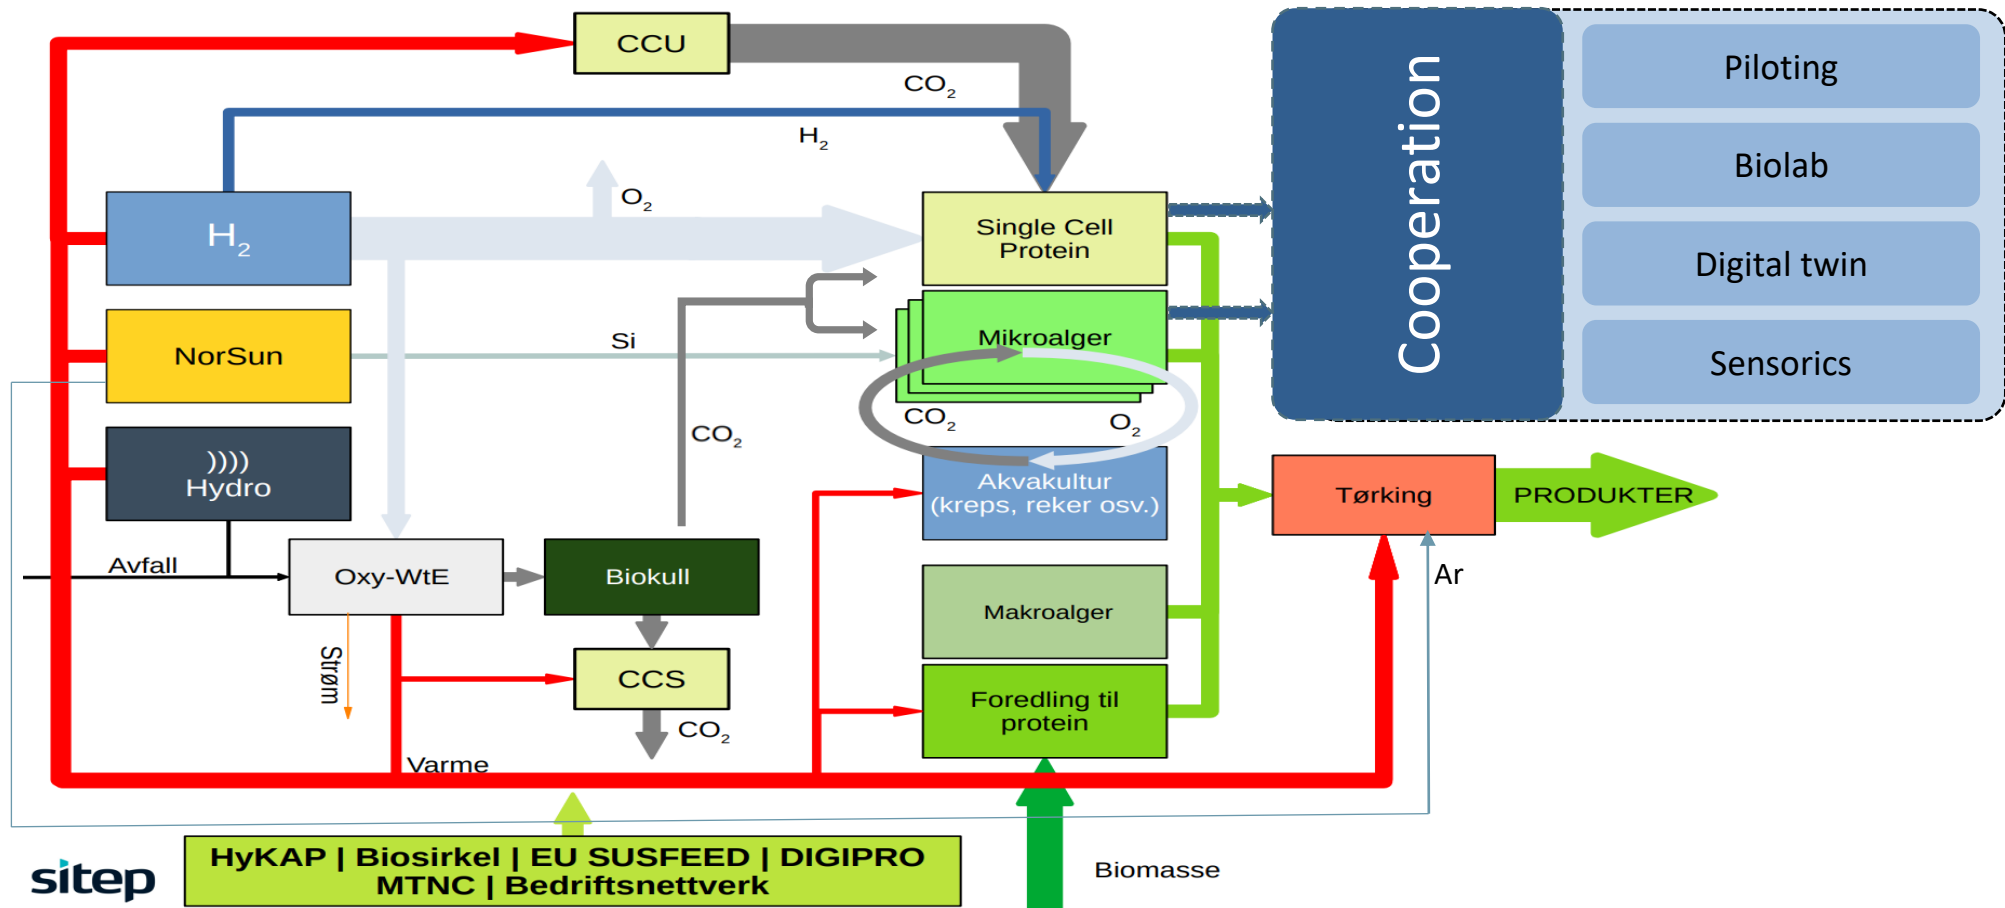 CCU
CO₂
H₂
O₂
H₂
Single Cell
Protein
NorSun
Si
Mikroalger
CO₂
O₂
CO₂
))))
Hydro
Akvakultur
(kreps, reker osv.)
Avfall
Oxy-WtE
Biokull
Strøm
CCS
CO₂
Varme
Makroalger
Foredling til
protein
Biomasse
Tørking
PRODUKTER
Ar
Cooperation
Piloting
Biolab
Digital twin
Sensorics
sitep
HyKAP | Biosirkel | EU SUSFEED | DIGIPRO
MTNC | Bedriftsnettverk